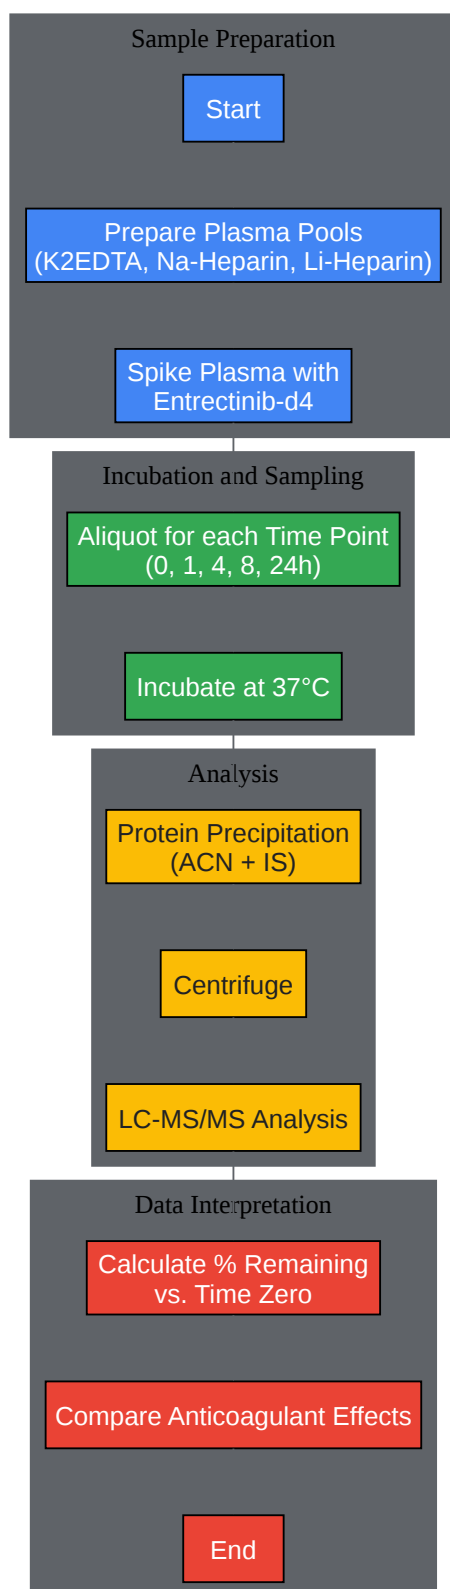 Sample Preparation
Start
Prepare Plasma Pools
(K2EDTA, Na-Heparin, Li-Heparin)
Spike Plasma with
Entrectinib-d4
Incubation and Sampling
Aliquot for each Time Point
(0, 1, 4, 8, 24h)
Incubate at 37°C
Analysis
Protein Precipitation
(ACN + IS)
Centrifuge
LC-MS/MS Analysis
Data Interpretation
Calculate % Remaining
vs. Time Zero
Compare Anticoagulant Effects
End